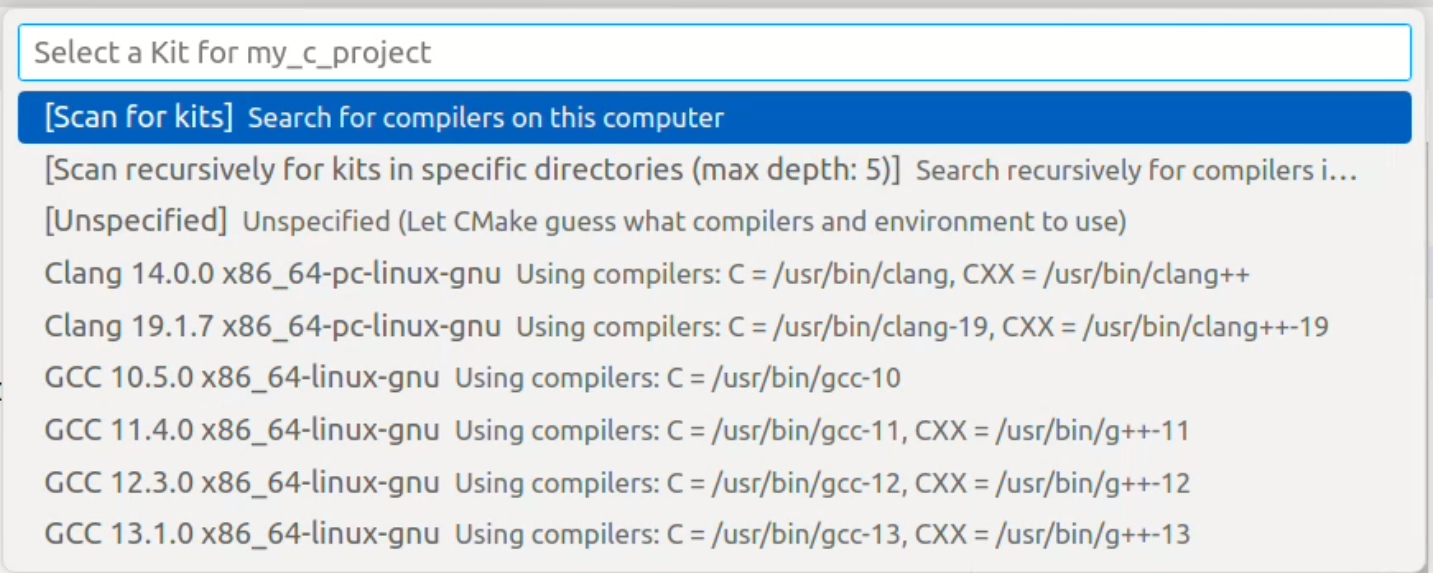 Select a Kit for my_c_project
[Scan for kits] Search for compilers on this computer
[Scan recursively for kits in specific directories (max depth: 5)] Search recursively for compilers i...
[Unspecified] Unspecified (Let CMake guess what compilers and environment to use)
Clang 14.0.0 x86_64-pc-linux-gnu Using compilers: C = /usr/bin/clang, CXX = /usr/bin/clang++
Clang 19.1.7 x86_64-pc-linux-gnu Using compilers: C = /usr/bin/clang-19, CXX = /usr/bin/clang++-19
GCC 10.5.0 x86_64-linux-gnu Using compilers: C = /usr/bin/gcc-10
GCC 11.4.0 x86_64-linux-gnu Using compilers: C = /usr/bin/gcc-11, CXX = /usr/bin/g++-11
GCC 12.3.0 x86_64-linux-gnu Using compilers: C = /usr/bin/gcc-12, CXX = /usr/bin/g++-12
GCC 13.1.0 x86_64-linux-gnu Using compilers: C = /usr/bin/gcc-13, CXX = /usr/bin/g++-13